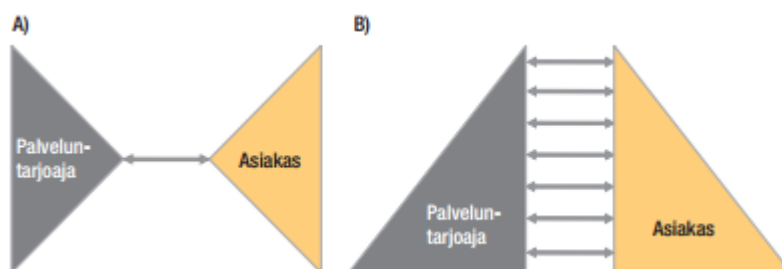 A)
Palvelun-
tarjoaja
Asiakas
B)
Palvelun-
tarjoaja
Asiakas